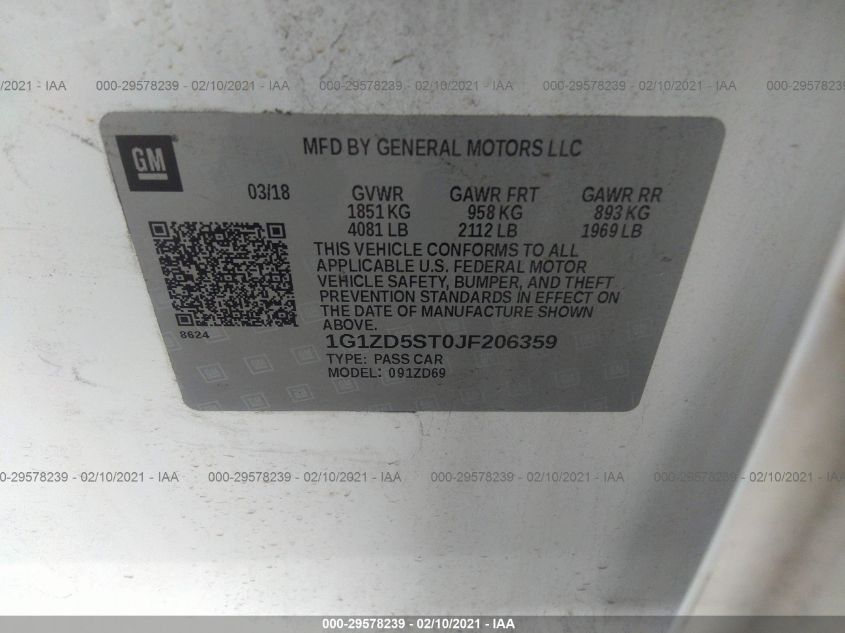 /2021 - IAA 000-29578239 - 02/10/2021 - IAA 000-29578239 - 02/10/2021 - IAA 000-29578239 - 02/10/2021 - IAA 000-2957823
GM
MFD BY GENERAL MOTORS LLC
03/18 GVWR GAWR FRT GAWR RR
1851 KG 958 KG 893 KG
4081 LB 2112 LB 1969 LB
THIS VEHICLE CONFORMS TO ALL
APPLICABLE U.S. FEDERAL MOTOR
VEHICLE SAFETY, BUMPER, AND THEFT
PREVENTION STANDARDS IN EFFECT ON
THE DATE OF MANUFACTURE SHOWN
ABOVE.
8624
1G1ZD5ST0JF206359
TYPE: PASS CAR
MODEL: 091ZD69
0-29578239 - 02/10/2021 - IAA 000-29578239 - 02/10/2021 - IAA 000-29578239 - 02/10/2021 - IAA 000-29578239 - 02/10/2021 - IAA
000-29578239 - 02/10/2021 - IAA